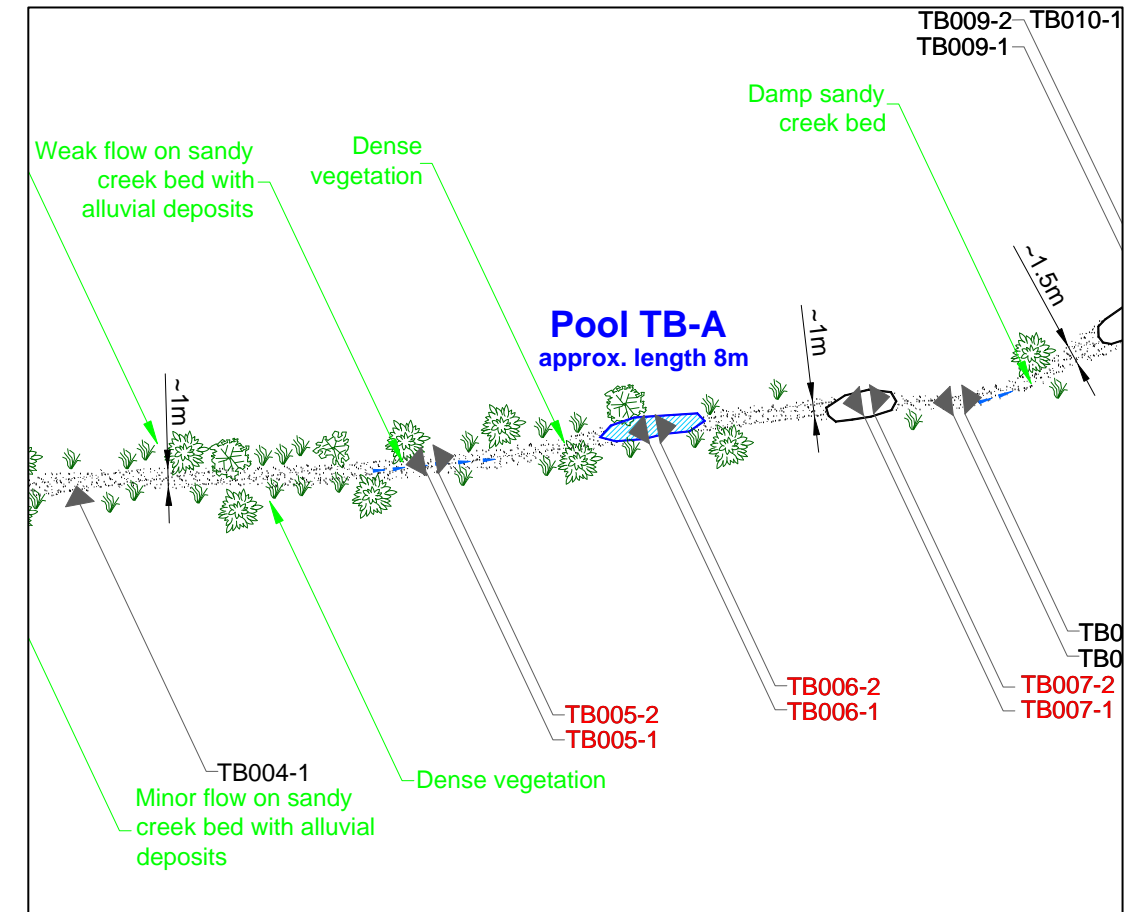 TB009-2 TB010-1
TB009-1
Damp sandy
creek bed
Weak flow on sandy
creek bed with
alluvial deposits
Dense
vegetation
~1.5m
Pool TB-A
approx. length 8m
~1m
~1m
TB0
TB0
TB006-2
TB006-1
TB007-2
TB007-1
TB005-2
TB005-1
TB004-1
Dense vegetation
Minor flow on sandy
creek bed with alluvial
deposits